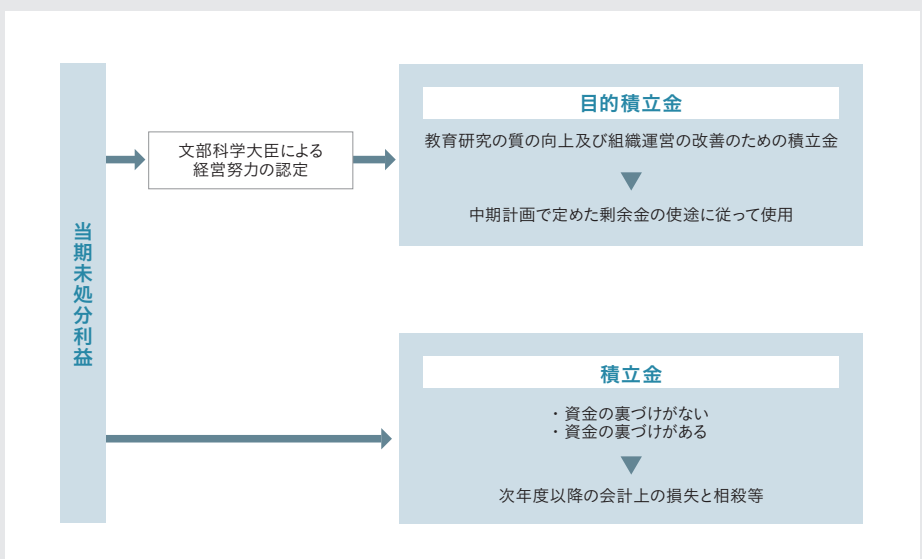 当期未処分利益
文部科学大臣による
経営努力の認定
目的積立金
教育研究の質の向上及び組織運営の改善のための積立金
中期計画で定めた剰余金の使途に従って使用
積立金
・資金の裏づけがない
・資金の裏づけがある
次年度以降の会計上の損失と相殺等